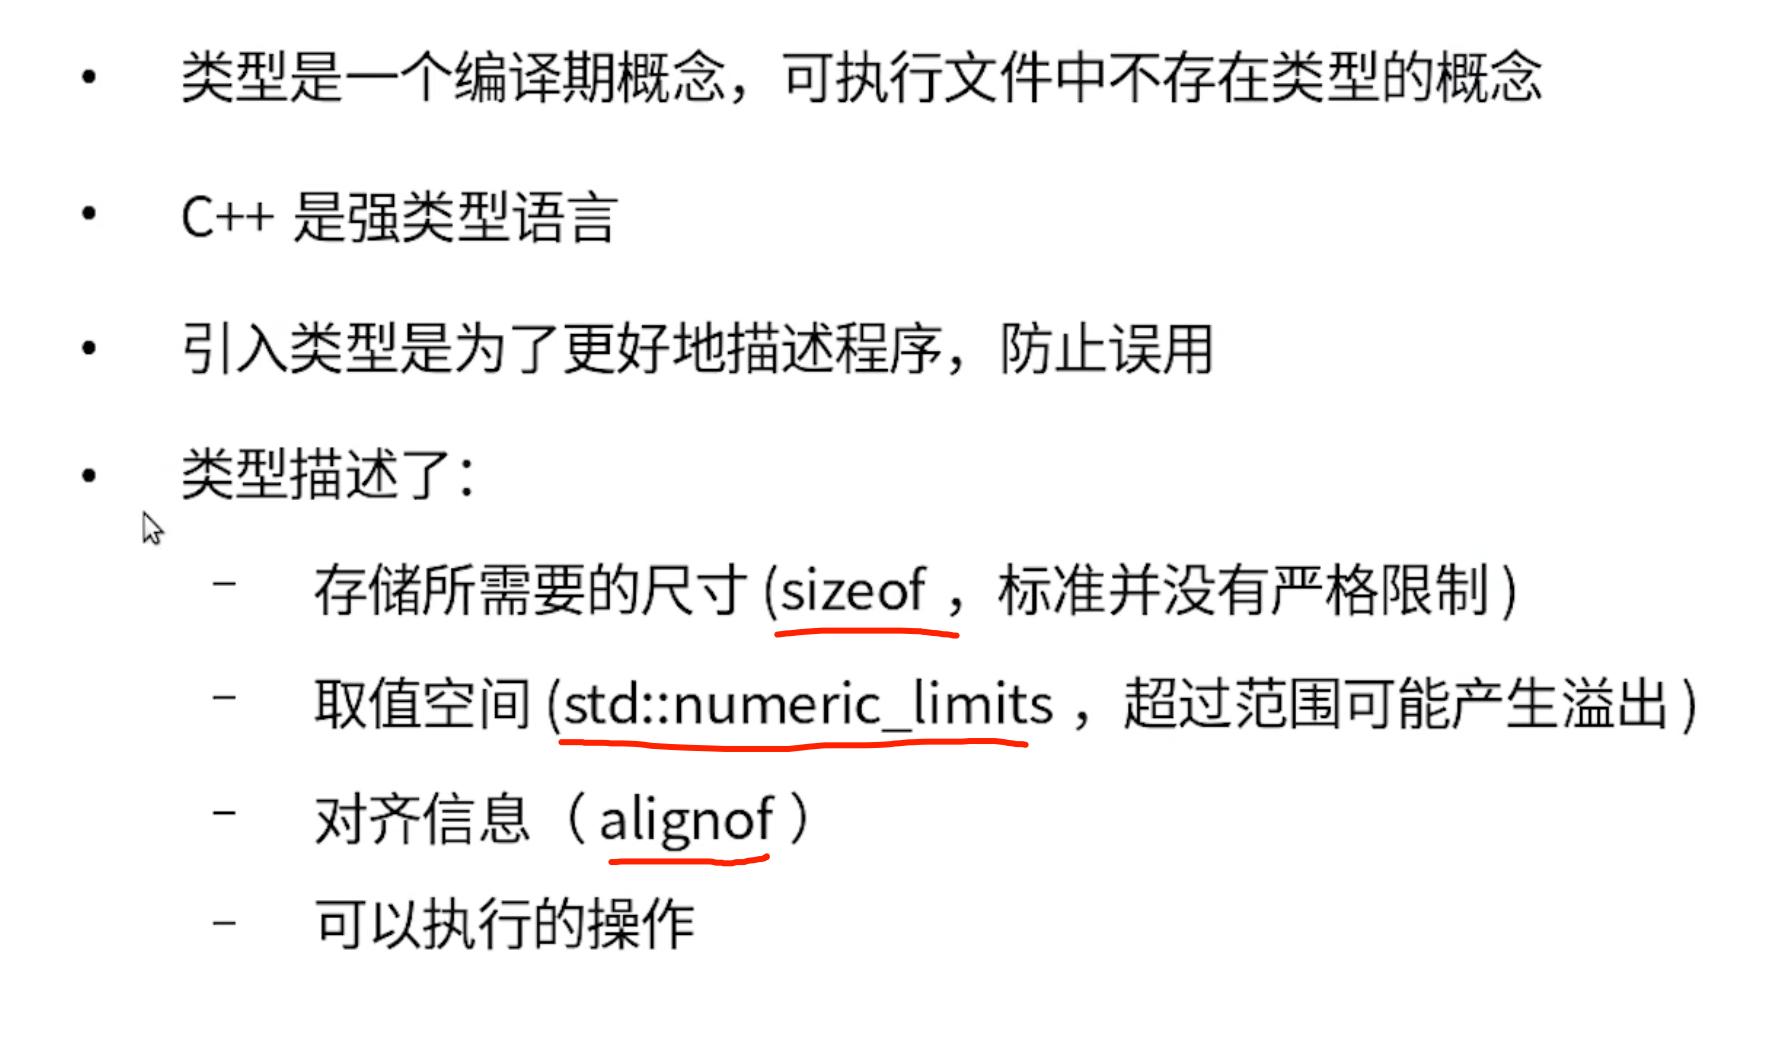 • 类型是一个编译期概念，可执行文件中不存在类型的概念
• C++ 是强类型语言
• 引入类型是为了更好地描述程序，防止误用
• 类型描述了：
– 存储所需要的尺寸 (sizeof ，标准并没有严格限制 )
– 取值空间 (std::numeric_limits ，超过范围可能产生溢出 )
– 对齐信息（ alignof ）
– 可以执行的操作